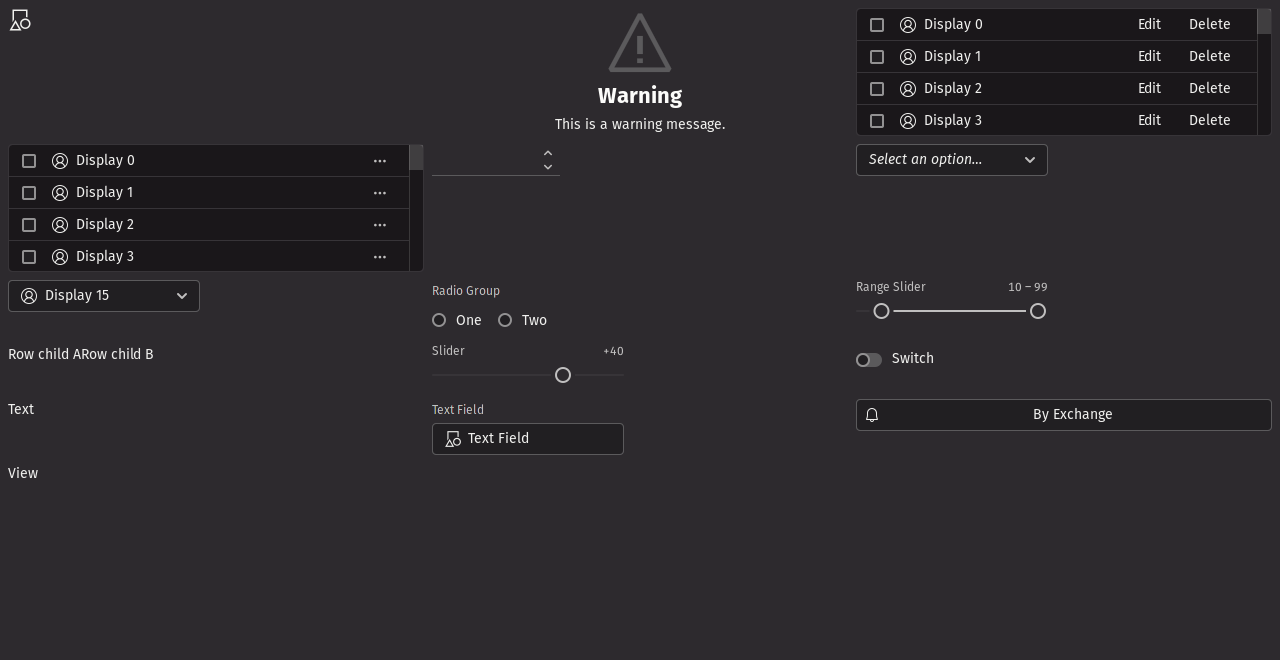 Warning
This is a warning message.
Display 0 Edit Delete
Display 1 Edit Delete
Display 2 Edit Delete
Display 3 Edit Delete
Display 0
Display 1
Display 2
Display 3
Select an option...
Display 15
Radio Group
One Two
Range Slider 10 – 99
Row child ARow child B
Slider +40
Switch
Text
Text Field
Text Field
By Exchange
View